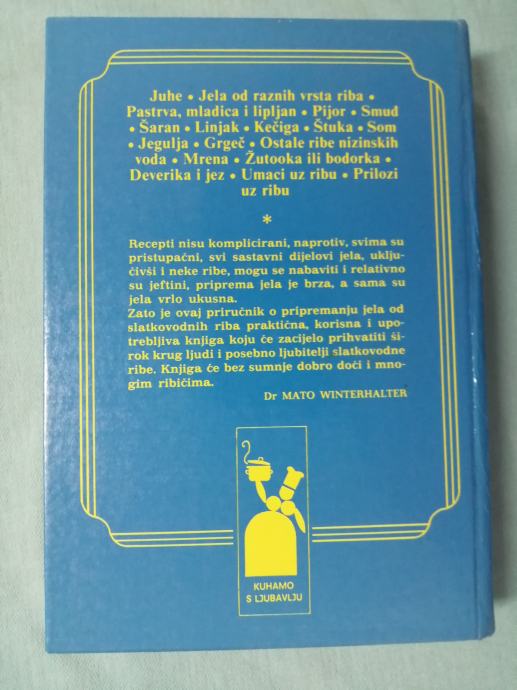 Juhe • Jela od raznih vrsta riba •
Pastrva, mladica i lipljan • Pijor • Smuđ
• Šaran • Linjak • Kečiga • Štuka • Som
• Jegulja • Grgeč • Ostale ribe nizinskih
voda • Mrena • Žutooka ili bodorka •
Deverika i jez • Umaci uz ribu • Prilozi
uz ribu
*
Recepti nisu komplicirani, naprotiv, svima su
pristupačni, svi sastavni dijelovi jela, uklju-
čivši i neke ribe, mogu se nabaviti i relativno
su jeftini, priprema jela je brza, a sama su
jela vrlo ukusna.
Zato je ovaj priručnik o pripremanju jela od
slatkovodnih riba praktična, korisna i upo-
trebljiva knjiga koju će zacijelo prihvatiti ši-
rok krug ljudi i posebno ljubitelji slatkovodne
ribe. Knjiga će bez sumnje dobro doći i mno-
gim ribičima.
Dr MATO WINTERHALTER
KUHAMO
S LJUBAVLJU